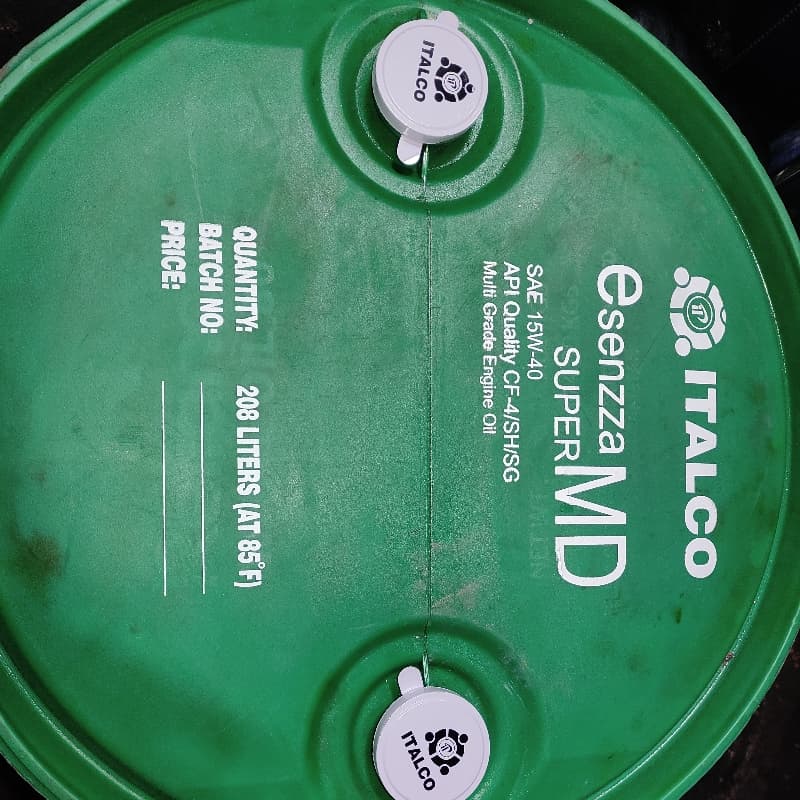 ITALCO
esenzza
SUPER MD
SAE 15W-40
API Quality CF-4/SH/SG
Multi Grade Engine Oil
QUANTITY: 208 LITERS (AT 85°F)
BATCH NO:
PRICE:
ITALCO
ITALCO